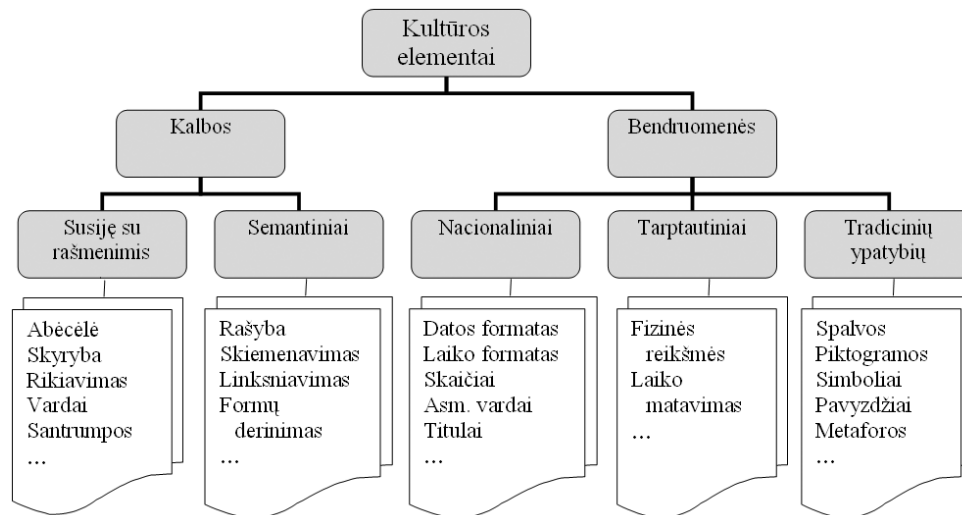 Kultūros
elementai
Kalbos
Bendruomenės
Susiję su
rašmenimis
Semantiniai
Nacionaliniai
Tarptautiniai
Tradicinių
ypatybių
Abėcėlė
Skyryba
Rikiavimas
Vardai
Santrumpos
...
Rašyba
Skiemenavimas
Linksniavimas
Formų
derinimas
...
Datos formatas
Laiko formatas
Skaičiai
Asm. vardai
Titulai
...
Fizinės
reikšmės
Laiko
matavimas
...
Spalvos
Piktogramos
Simboliai
Pavyzdžiai
Metaforos
...